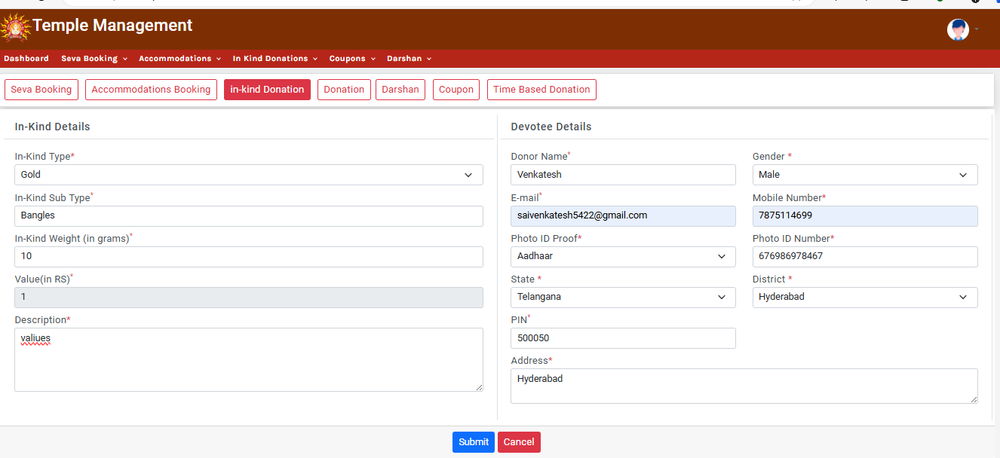 Temple Management
Dashboard Seva Booking Accommodations In Kind Donations Coupons Darshan
Seva Booking Accommodations Booking in-kind Donation Donation Darshan Coupon Time Based Donation
In-Kind Details
In-Kind Type*
Gold
In-Kind Sub Type*
Bangles
In-Kind Weight (in grams)*
10
Value(in RS)*
1
Description*
valiues
Devotee Details
Donor Name* Gender *
Venkatesh Male
E-mail* Mobile Number*
saivenkatesh5422@gmail.com 7875114699
Photo ID Proof* Photo ID Number*
Aadhaar 676986978467
State * District *
Telangana Hyderabad
PIN*
500050
Address*
Hyderabad
Submit Cancel